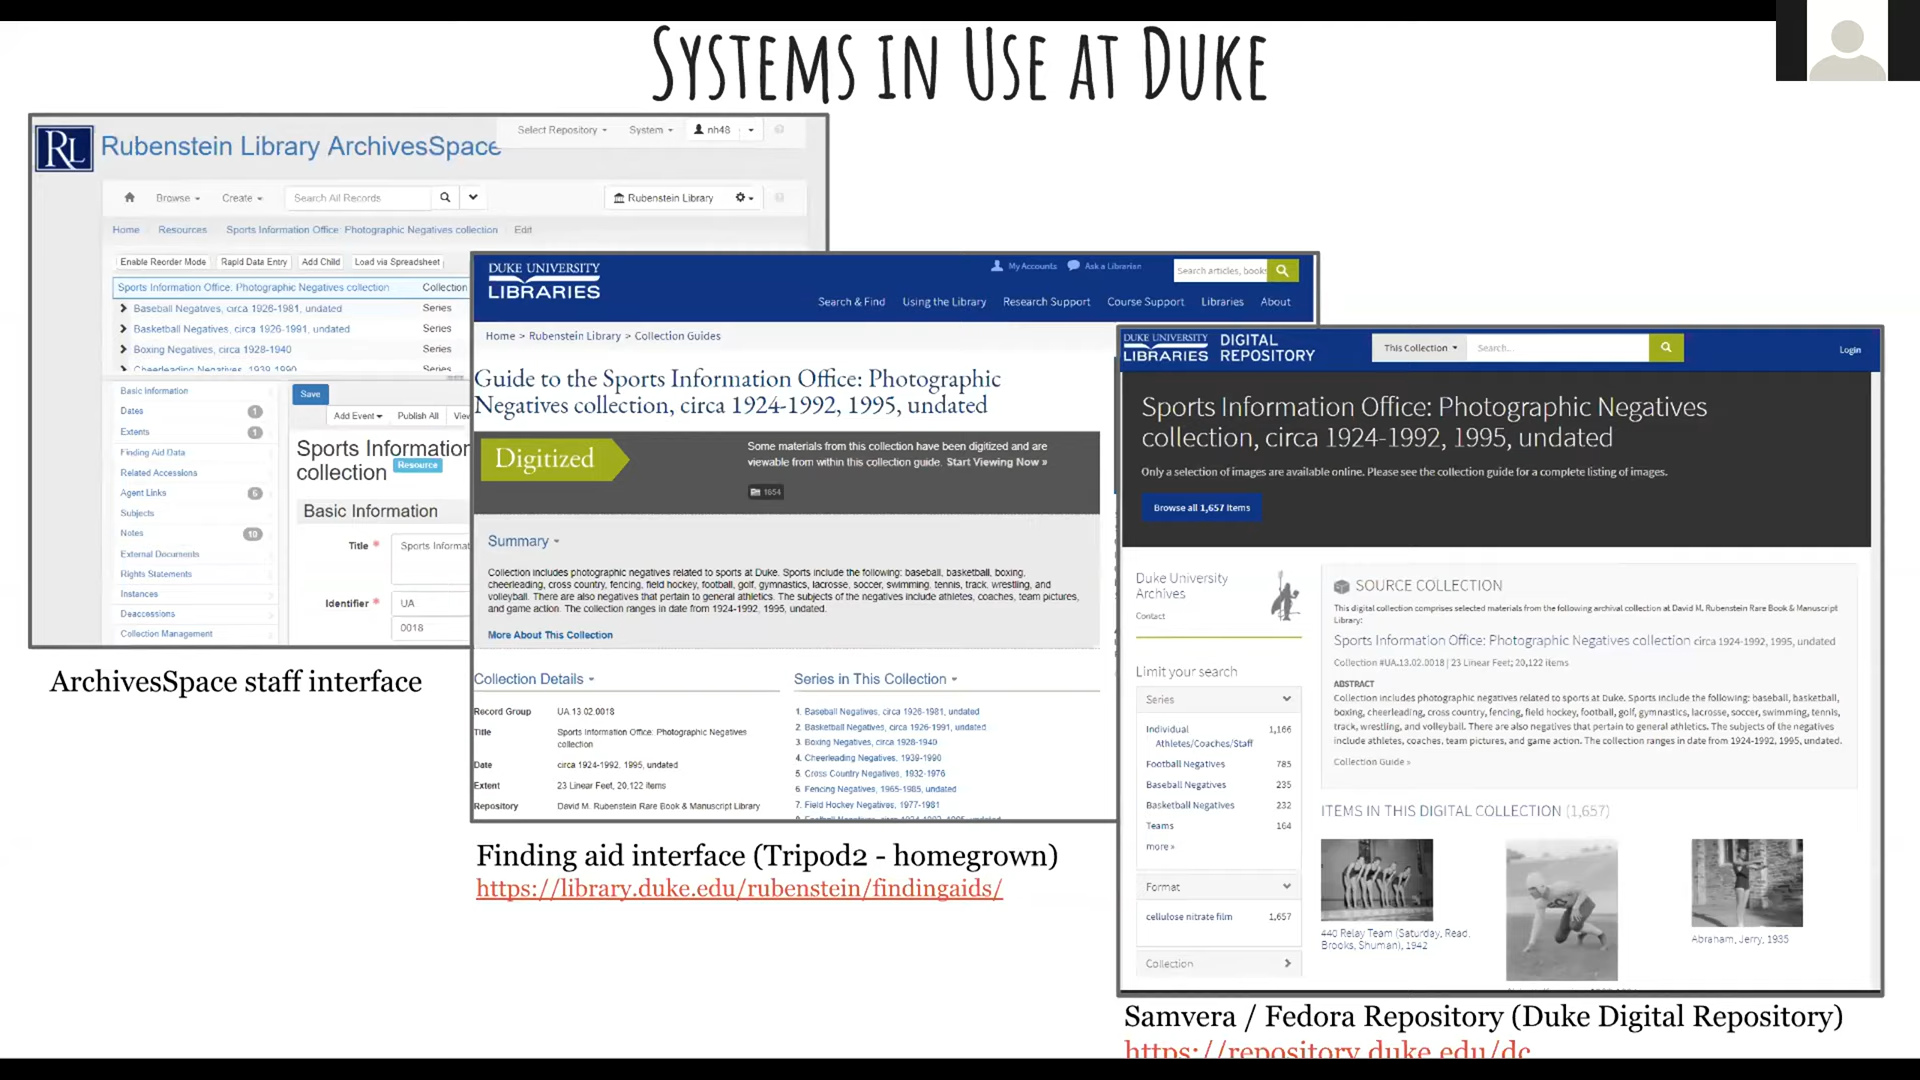 SYSTEMS IN USE AT DUKE
RL
Rubenstein Library ArchivesSpace
Select Repository
System
nh48
Browse
Create
Search All Records
Rubenstein Library
Home
Resources
Sports Information Office: Photographic Negatives collection
Edit
Enable Reorder Mode
Rapid Data Entry
Add Child
Load via Spreadsheet
Sports Information Office: Photographic Negatives collection
Collection
Baseball Negatives, circa 1926-1981, undated
Series
Basketball Negatives, circa 1926-1991, undated
Series
Boxing Negatives, circa 1928-1940
Series
Cheerleading Negatives, 1939-1990
Series
Basic Information
Dates 1
Extents 1
Finding Aid Data
Related Accessions
Agent Links 6
Subjects
Notes 10
External Documents
Rights Statements
Instances
Deaccessions
Collection Management
Save
Add Event
Publish All
Sports Information
collection
Resource
Basic Information
Title
Sports Informat
Identifier
UA
0018
ArchivesSpace staff interface
DUKE UNIVERSITY
LIBRARIES
My Accounts
Ask a Librarian
Search articles, books
Search & Find
Using the Library
Research Support
Course Support
Libraries
About
Home > Rubenstein Library > Collection Guides
Guide to the Sports Information Office: Photographic
Negatives collection, circa 1924-1992, 1995, undated
Digitized
Some materials from this collection have been digitized and are
viewable from within this collection guide. Start Viewing Now »
1654
Summary
Collection includes photographic negatives related to sports at Duke. Sports include the following: baseball, basketball, boxing,
cheerleading, cross country, fencing, field hockey, football, golf, gymnastics, lacrosse, soccer, swimming, tennis, track, wrestling, and
volleyball. There are also negatives that pertain to general athletics. The subjects of the negatives include athletes, coaches, team pictures,
and game action. The collection ranges in date from 1924-1992, 1995, undated.
More About This Collection
Collection Details
Record Group
UA.13.02.0018
Title
Sports Information Office: Photographic Negatives
collection
Date
circa 1924-1992, 1995, undated
Extent
23 Linear Feet, 20,122 Items
Repository
David M. Rubenstein Rare Book & Manuscript Library
Series in This Collection
1. Baseball Negatives, circa 1926-1981, undated
2. Basketball Negatives, circa 1926-1991, undated
3. Boxing Negatives, circa 1928-1940
4. Cheerleading Negatives, 1939-1990
5. Cross Country Negatives, 1932-1976
6. Fencing Negatives, 1965-1985, undated
7. Field Hockey Negatives, 1977-1981
Finding aid interface (Tripod2 - homegrown)
https://library.duke.edu/rubenstein/findingaids/
DUKE UNIVERSITY
LIBRARIES
DIGITAL
REPOSITORY
This Collection
Search...
Login
Sports Information Office: Photographic Negatives
collection, circa 1924-1992, 1995, undated
Only a selection of images are available online. Please see the collection guide for a complete listing of images.
Browse all 1,657 Items
Duke University
Archives
Contact
Limit your search
Series
Individual
Athletes/Coaches/Staff 1,166
Football Negatives 785
Baseball Negatives 235
Basketball Negatives 232
Teams 164
more »
Format
cellulose nitrate film 1,657
Collection
SOURCE COLLECTION
This digital collection comprises selected materials from the following archival collection at David M. Rubenstein Rare Book & Manuscript
Library:
Sports Information Office: Photographic Negatives collection circa 1924-1992, 1995, undated
Collection #UA.13.02.0018 | 23 Linear Feet; 20,122 items
ABSTRACT
Collection includes photographic negatives related to sports at Duke. Sports include the following: baseball, basketball,
boxing, cheerleading, cross country, fencing, field hockey, football, golf, gymnastics, lacrosse, soccer, swimming, tennis,
track, wrestling, and volleyball. There are also negatives that pertain to general athletics. The subjects of the negatives
include athletes, coaches, team pictures, and game action. The collection ranges in date from 1924-1992, 1995, undated.
Collection Guide »
ITEMS IN THIS DIGITAL COLLECTION (1,657)
440 Relay Team (Saturday, Read,
Brooks, Shuman), 1942
Abraham, Jerry, 1935
Samvera / Fedora Repository (Duke Digital Repository)
https://repository.duke.edu/dc